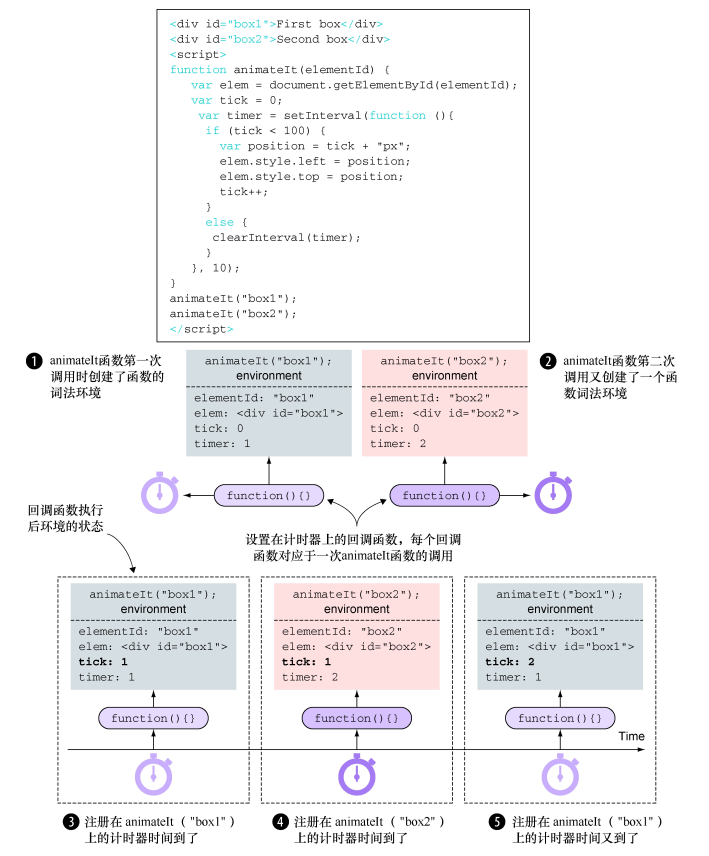 <div id="box1">First box</div>
<div id="box2">Second box</div>
<script>
function animateIt(elementId) {
   var elem = document.getElementById(elementId);
   var tick = 0;
    var timer = setInterval(function (){
     if (tick < 100) {
       var position = tick + "px";
       elem.style.left = position;
       elem.style.top = position;
       tick++;
     }
     else {
      clearInterval(timer);
     }
   }, 10);
}
animateIt("box1");
animateIt("box2");
</script>
1 animateIt函数第一次
调用时创建了函数的
词法环境
animateIt("box1");
environment
elementId: "box1"
elem: <div id="box1">
tick: 0
timer: 1
animateIt("box2");
environment
elementId: "box2"
elem: <div id="box2">
tick: 0
timer: 2
2 animateIt函数第二次
调用又创建了一个函
数词法环境
function(){}
function(){}
回调函数执行
后环境的状态
设置在计时器上的回调函数，每个回调
函数对应于一次animateIt函数的调用
animateIt("box1");
environment
elementId: "box1"
elem: <div id="box1">
tick: 1
timer: 1
function(){}
animateIt("box2");
environment
elementId: "box2"
elem: <div id="box2">
tick: 1
timer: 2
function(){}
animateIt("box1");
environment
elementId: "box1"
elem: <div id="box1">
tick: 2
timer: 1
function(){}
Time
3 注册在 animateIt（"box1"）
上的计时器时间到了
4 注册在 animateIt（"box2"）
上的计时器时间到了
5 注册在 animateIt（"box1"）
上的计时器时间又到了